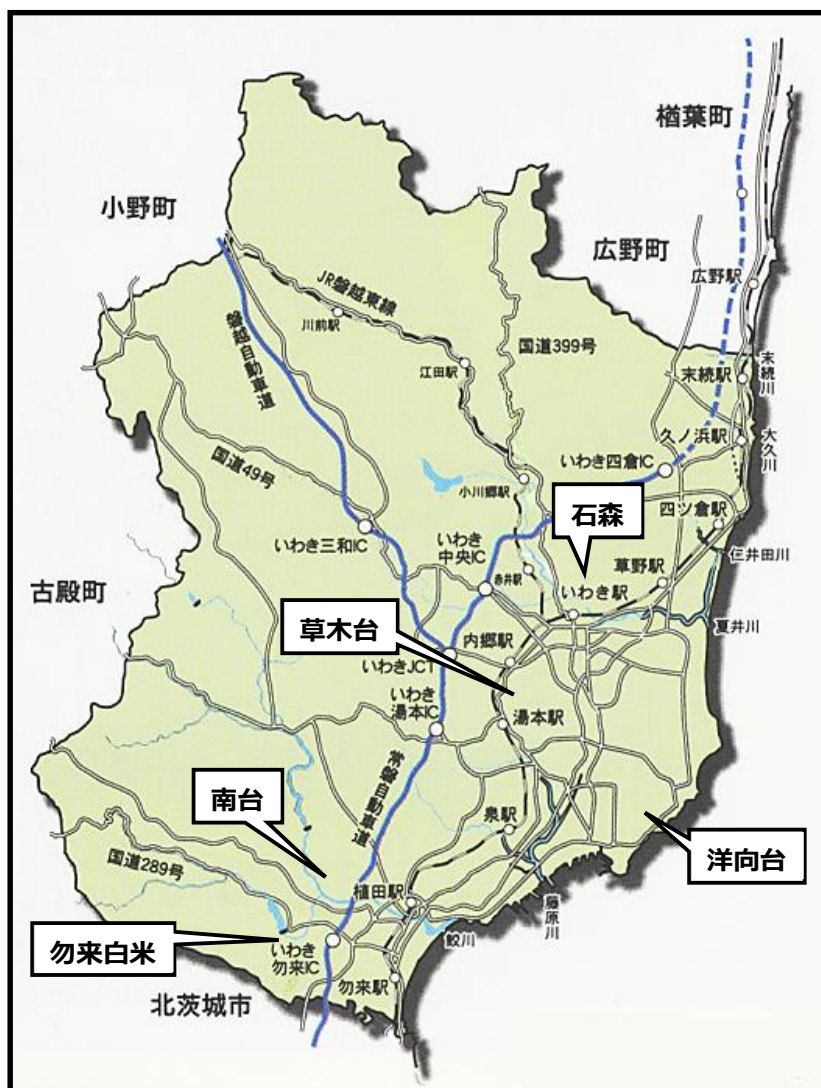 楢葉町
小野町
広野町
広野駅
JR磐越東線
川前駅
磐越自動車道
国道399号
末続川
江田駅
末続駅
国道49号
久ノ浜駅
大久川
いわき四倉IC
小川郷駅
石森
四ツ倉駅
いわき三和IC
いわき
中央IC
赤井駅
草野駅
仁井田川
古殿町
いわき駅
夏井川
草木台
内郷駅
いわきJCT
いわき
湯本IC
湯本駅
常磐自動車道
南台
泉駅
洋向台
国道289号
植田駅
藤原川
鮫川
勿来白米
いわき
勿来IC
勿来駅
北茨城市